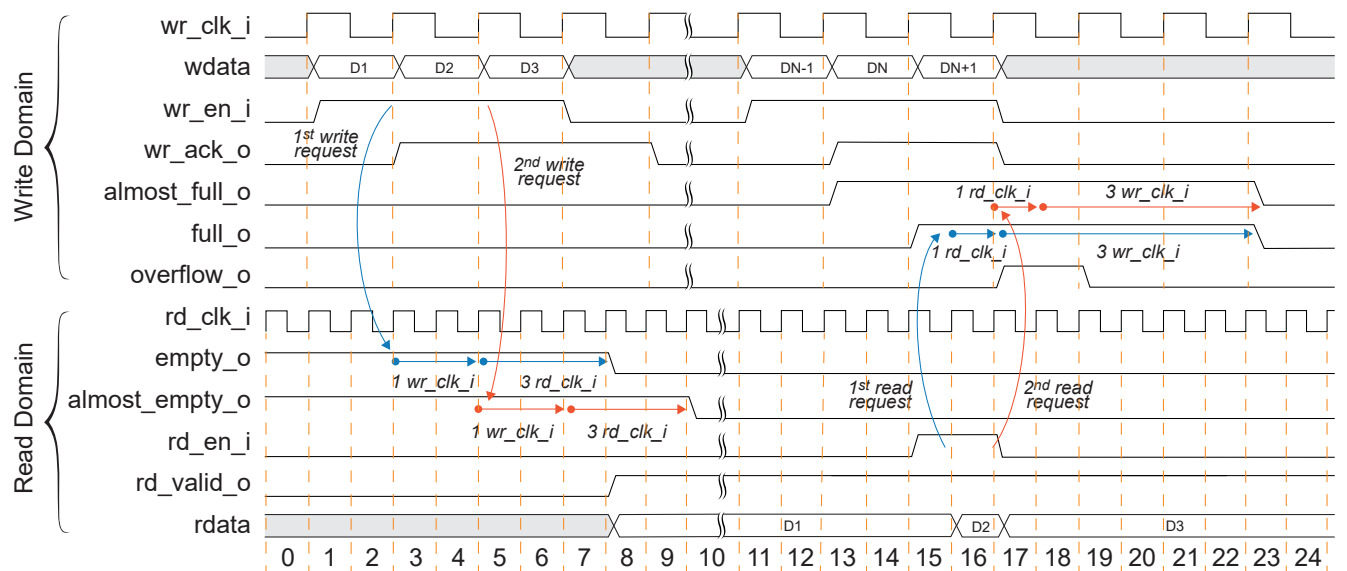 Write Domain
wr_clk_i
wdata D1 D2 D3 DN-1 DN DN+1
wr_en_i
1st write request
wr_ack_o
2nd write request
almost_full_o
1 rd_clk_i 3 wr_clk_i
full_o
1 rd_clk_i 3 wr_clk_i
overflow_o
Read Domain
rd_clk_i
empty_o
1 wr_clk_i 3 rd_clk_i
almost_empty_o
1st read request
2nd read request
1 wr_clk_i 3 rd_clk_i
rd_en_i
rd_valid_o
rdata D1 D2 D3
0 1 2 3 4 5 6 7 8 9 10 11 12 13 14 15 16 17 18 19 20 21 22 23 24